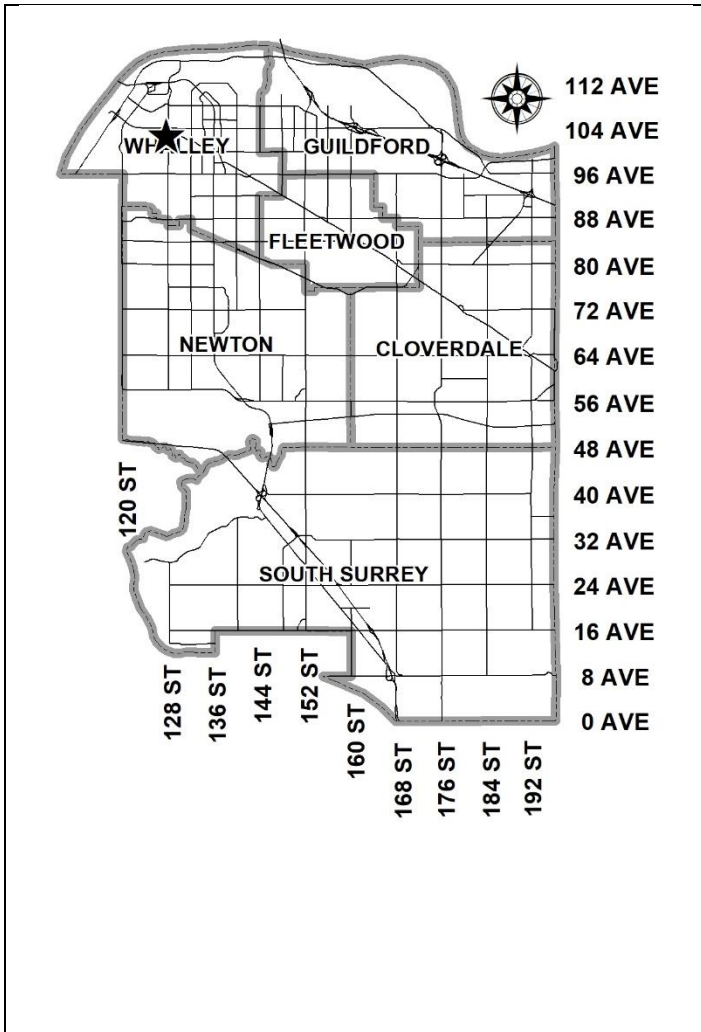 112 AVE
104 AVE
WHALLEY
GUILDFORD
96 AVE
88 AVE
FLEETWOOD
80 AVE
72 AVE
NEWTON
CLOVERDALE
64 AVE
56 AVE
48 AVE
120 ST
40 AVE
32 AVE
SOUTH SURREY
24 AVE
16 AVE
8 AVE
128 ST
136 ST
144 ST
152 ST
160 ST
168 ST
176 ST
184 ST
192 ST
0 AVE